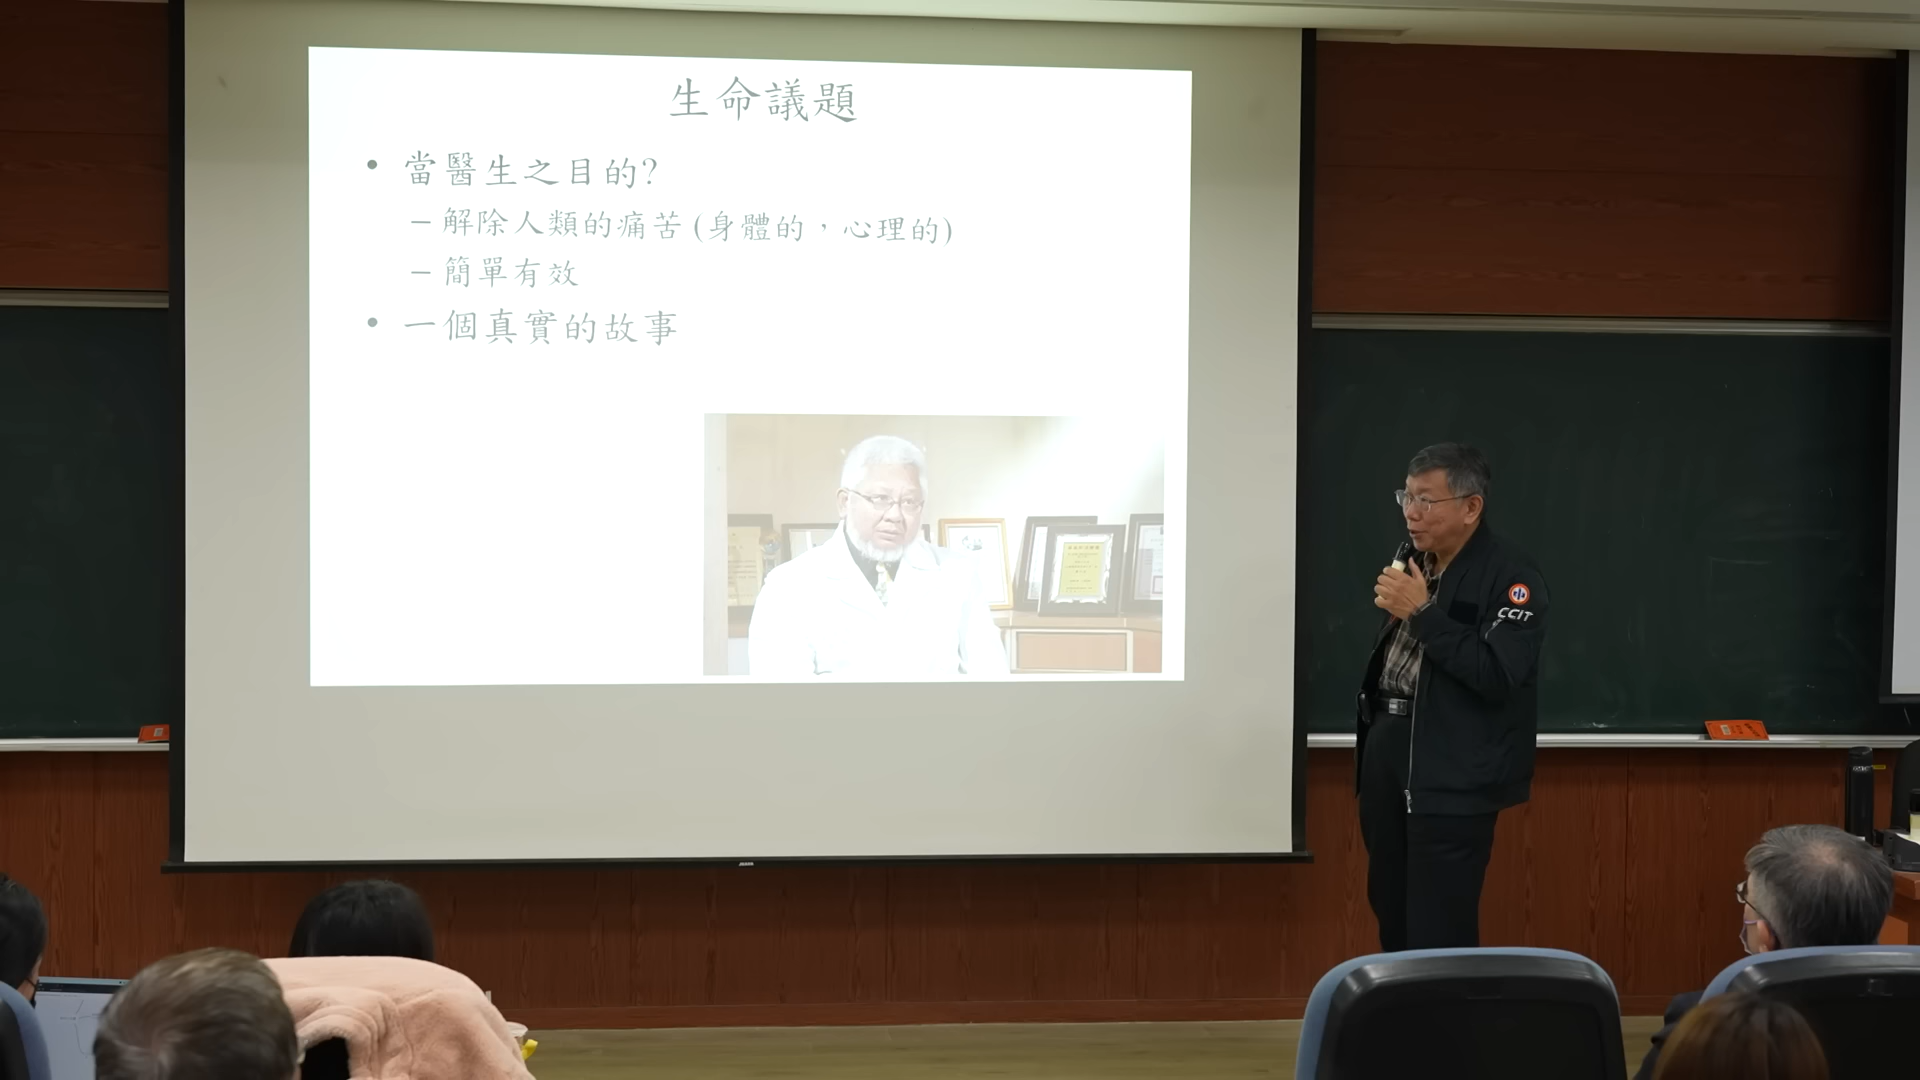 生命議題
• 當醫生之目的?
– 解除人類的痛苦 (身體的，心理的)
– 簡單有效
• 一個真實的故事
CCIT